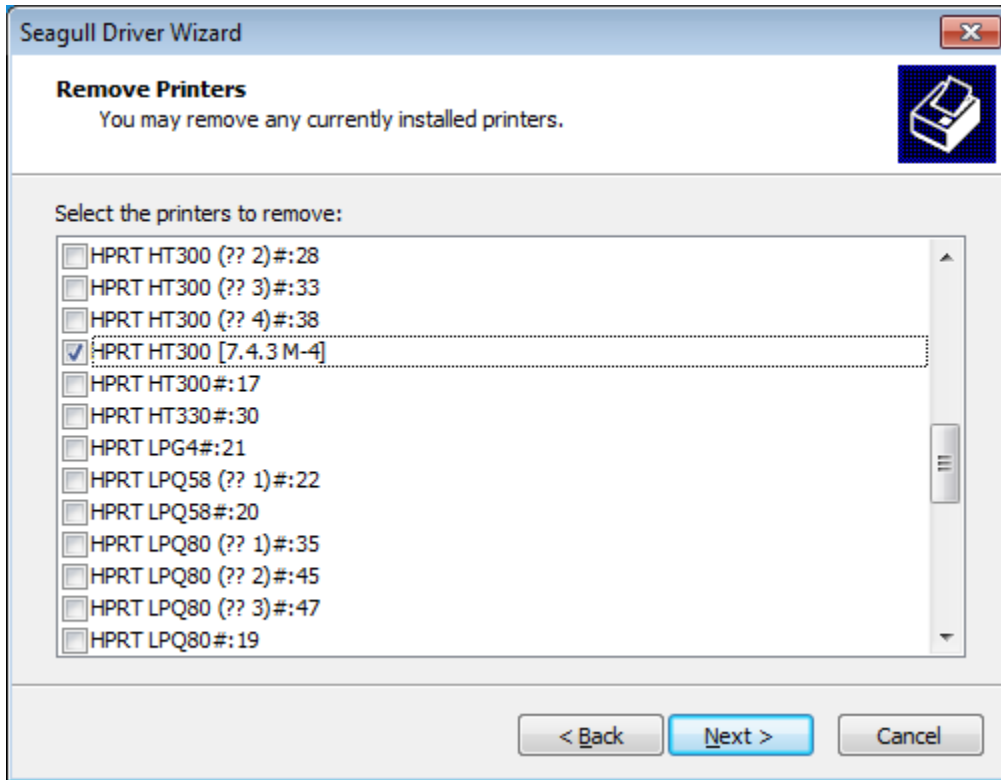 Seagull Driver Wizard
Remove Printers
You may remove any currently installed printers.
Select the printers to remove:
HPRT HT300 (?? 2)#:28
HPRT HT300 (?? 3)#:33
HPRT HT300 (?? 4)#:38
HPRT HT300 [7.4.3 M-4]
HPRT HT300#:17
HPRT HT330#:30
HPRT LPG4#:21
HPRT LPQ58 (?? 1)#:22
HPRT LPQ58#:20
HPRT LPQ80 (?? 1)#:35
HPRT LPQ80 (?? 2)#:45
HPRT LPQ80 (?? 3)#:47
HPRT LPQ80#:19
< Back Next > Cancel